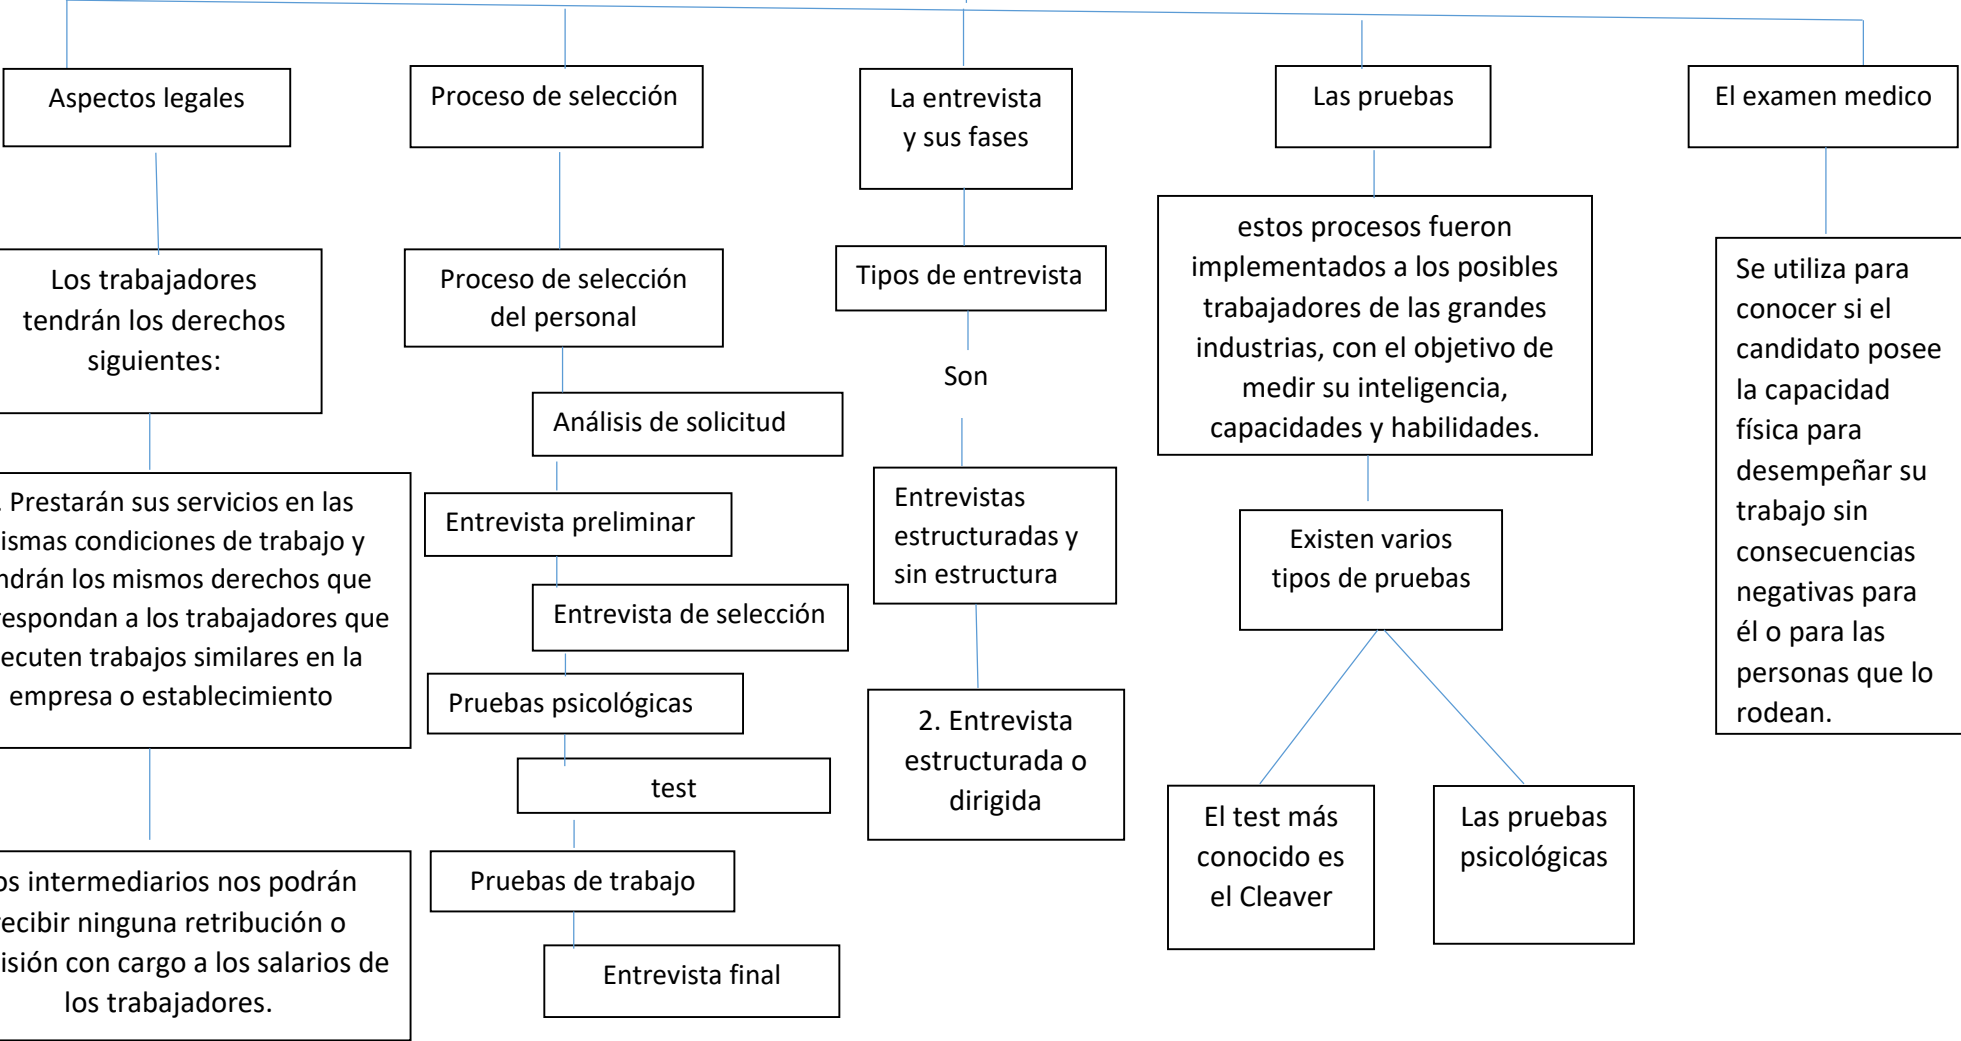 Aspectos legales
Los trabajadores
tendrán los derechos
siguientes:
. Prestarán sus servicios en las
ismas condiciones de trabajo y
ndrán los mismos derechos que
respondan a los trabajadores que
ecuten trabajos similares en la
empresa o establecimiento
os intermediarios nos podrán
ecibir ninguna retribución o
isión con cargo a los salarios de
los trabajadores.
Proceso de selección
Proceso de selección
del personal
Análisis de solicitud
Entrevista preliminar
Entrevista de selección
Pruebas psicológicas
test
Pruebas de trabajo
Entrevista final
La entrevista
y sus fases
Tipos de entrevista
Son
Entrevistas
estructuradas y
sin estructura
2. Entrevista
estructurada o
dirigida
Las pruebas
estos procesos fueron
implementados a los posibles
trabajadores de las grandes
industrias, con el objetivo de
medir su inteligencia,
capacidades y habilidades.
Existen varios
tipos de pruebas
El test más
conocido es
el Cleaver
Las pruebas
psicológicas
El examen medico
Se utiliza para
conocer si el
candidato posee
la capacidad
física para
desempeñar su
trabajo sin
consecuencias
negativas para
él o para las
personas que lo
rodean.